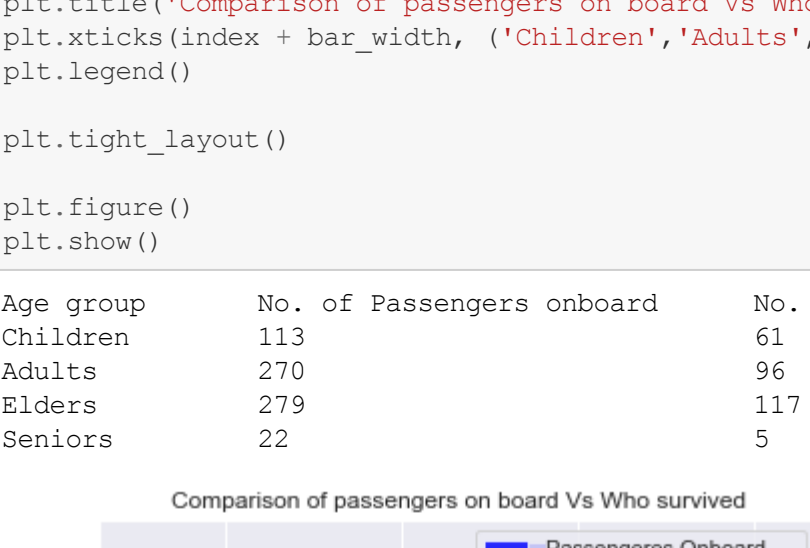 plt.title('Comparison of passengers on board Vs Who
plt.xticks(index + bar_width, ('Children','Adults',
plt.legend()
plt.tight_layout()
plt.figure()
plt.show()
Age group No. of Passengers onboard No.
Children 113 61
Adults 270 96
Elders 279 117
Seniors 22 5
Comparison of passengers on board Vs Who survived
Passengeres Onboard